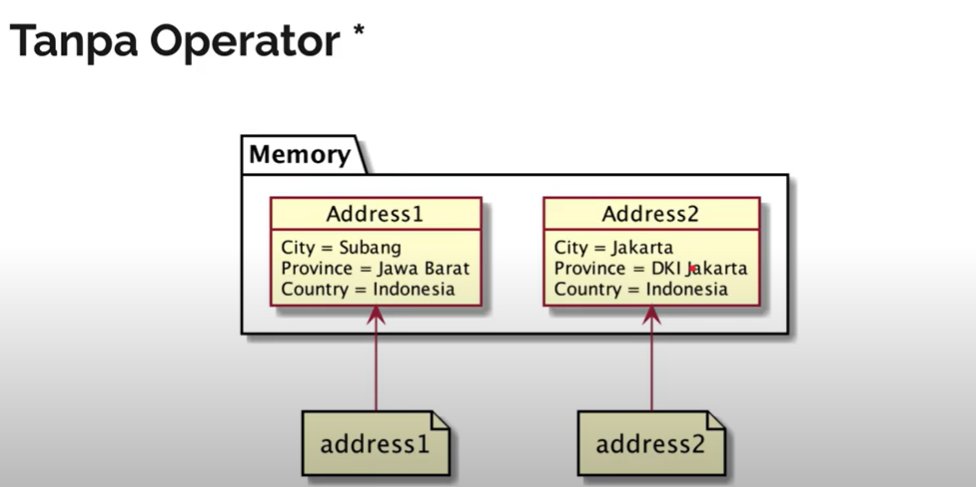 Tanpa Operator *
Memory
Address1
City = Subang
Province = Jawa Barat
Country = Indonesia
Address2
City = Jakarta
Province = DKI Jakarta
Country = Indonesia
address1
address2